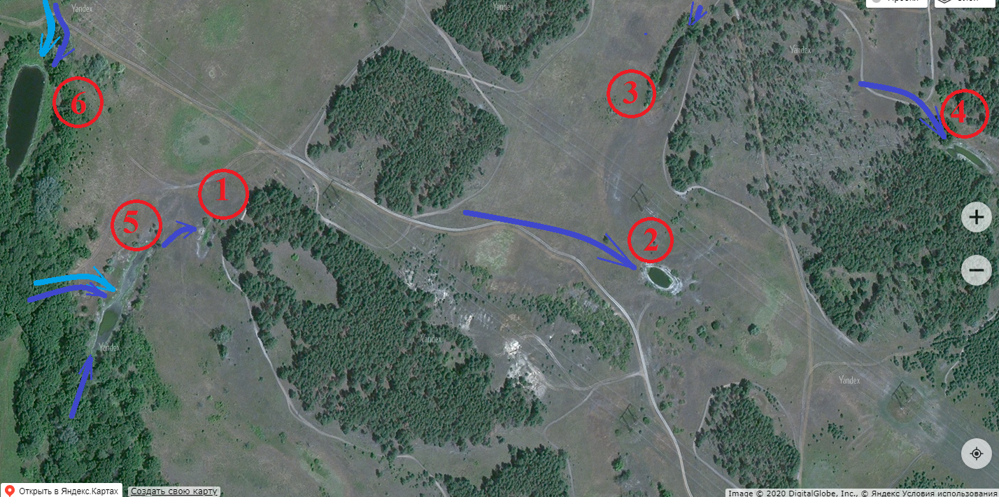 Yandex
Yandex
Yandex
6
3
4
1
5
2
Yandex
Yandex
Yandex
Открыть в Яндекс.Картах
Создать свою карту
Image © 2020 DigitalGlobe, Inc., © Яндекс Условия использования